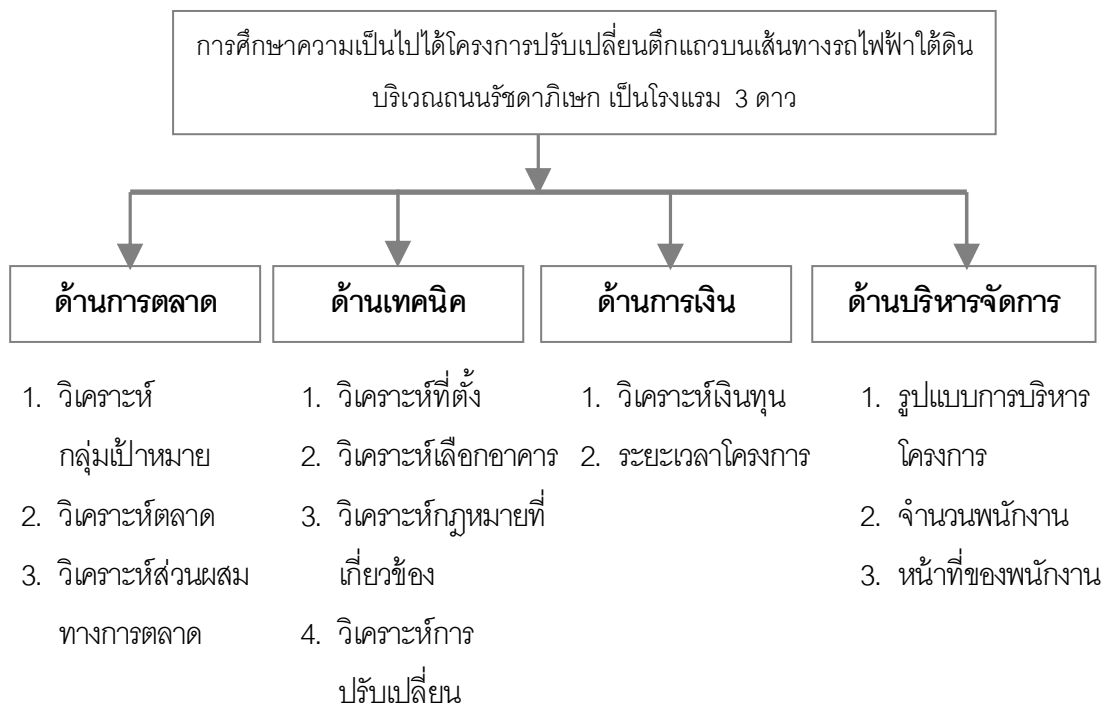 การศึกษาความเป็นไปได้โครงการปรับเปลี่ยนตึกแถวบนเส้นทางรถไฟฟ้าใต้ดิน
บริเวณถนนรัชดาภิเษก เป็นโรงแรม 3 ดาว
ด้านการตลาด
1. วิเคราะห์
กลุ่มเป้าหมาย
2. วิเคราะห์ตลาด
3. วิเคราะห์ส่วนผสม
ทางการตลาด
ด้านเทคนิค
1. วิเคราะห์ที่ตั้ง
2. วิเคราะห์เลือกอาคาร
3. วิเคราะห์กฎหมายที่
เกี่ยวข้อง
4. วิเคราะห์การ
ปรับเปลี่ยน
ด้านการเงิน
1. วิเคราะห์เงินทุน
2. ระยะเวลาโครงการ
ด้านบริหารจัดการ
1. รูปแบบการบริหาร
โครงการ
2. จำนวนพนักงาน
3. หน้าที่ของพนักงาน